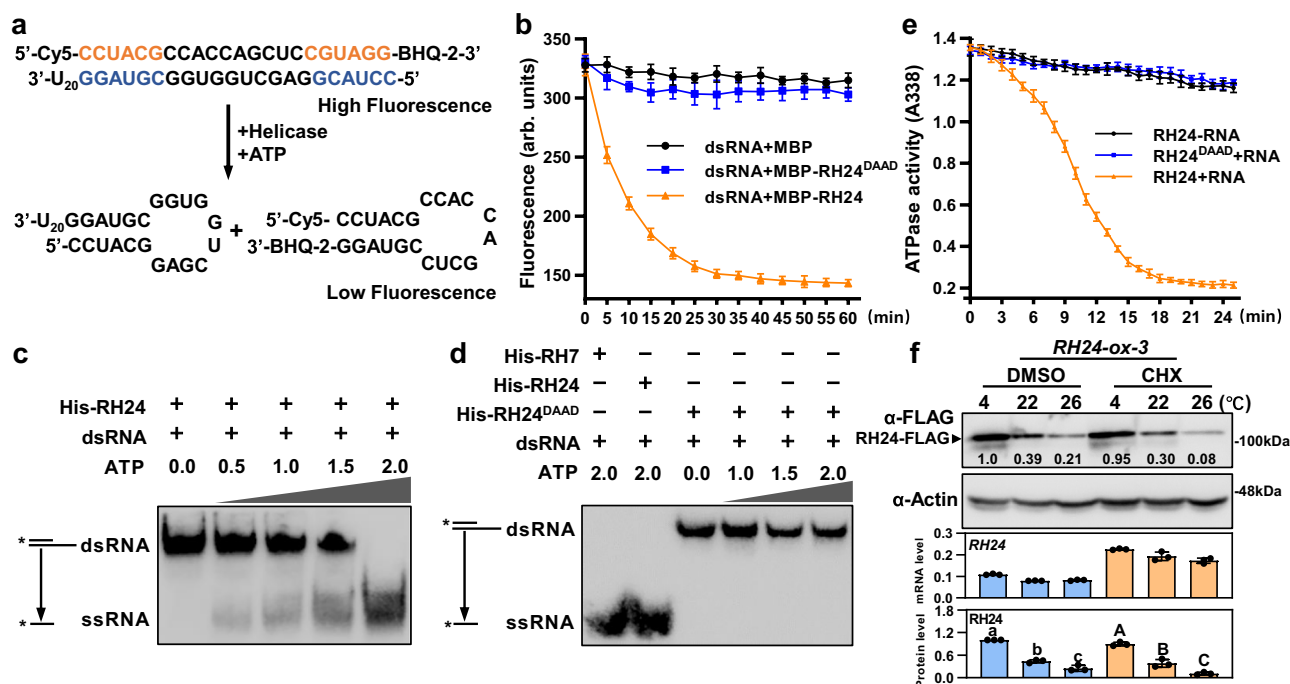 a
5’-Cy5-CCUACGCCACCAGCUCCGUAGG-BHQ-2-3’
3’-U20GGAUGCGGUGGUCGAGGCAUCC-5’
High Fluorescence
+Helicase
+ATP
GGUG
3’-U20GGAUGC
G
5’-CCUACG
U
GAGC
+
CCAC
5’-Cy5- CCUACG
C
3’-BHQ-2-GGAUGC
A
CUCG
Low Fluorescence
b
Fluorescence (arb. units)
350
300
250
200
150
dsRNA+MBP
dsRNA+MBP-RH24DAAD
dsRNA+MBP-RH24
0 5 10 15 20 25 30 35 40 45 50 55 60 (min)
e
ATPase activity (A338)
1.4
1.2
1.0
0.8
0.6
0.4
0.2
RH24-RNA
RH24DAAD+RNA
RH24+RNA
0 3 6 9 12 15 18 21 24 (min)
c
His-RH24 + + + + +
dsRNA + + + + +
ATP 0.0 0.5 1.0 1.5 2.0
* dsRNA
* ssRNA
d
His-RH7 + − − − − −
His-RH24 − + − − − −
His-RH24DAAD − − + + + +
dsRNA + + + + + +
ATP 2.0 2.0 0.0 1.0 1.5 2.0
* dsRNA
* ssRNA
f
RH24-ox-3
DMSO CHX
4 22 26 4 22 26 (℃)
α-FLAG
RH24-FLAG
-100kDa
1.0 0.39 0.21 0.95 0.30 0.08
α-Actin
-48kDa
mRNA level
0.3
0.2
0.1
0.0
RH24
Protein level
1.8
1.2
0.6
0.0
RH24
a b c A B C